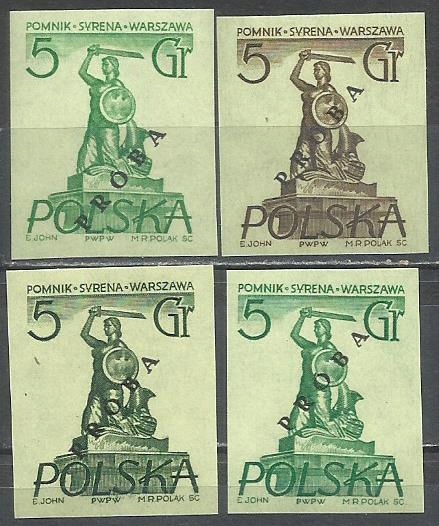 POMNIK • SYRENA • WARSZAWA
5 Gr
PROBA
POLSKA
E. JOHN PWPW M.R. POLAK SC
POMNIK • SYRENA • WARSZAWA
5 Gr
PROBA
POLSKA
E. JOHN PWPW M.R. POLAK SC
POMNIK • SYRENA • WARSZAWA
5 Gr
PROBA
POLSKA
E. JOHN PWPW M.R. POLAK SC
POMNIK • SYRENA • WARSZAWA
5 Gr
PROBA
POLSKA
E. JOHN PWPW M.R. POLAK SC